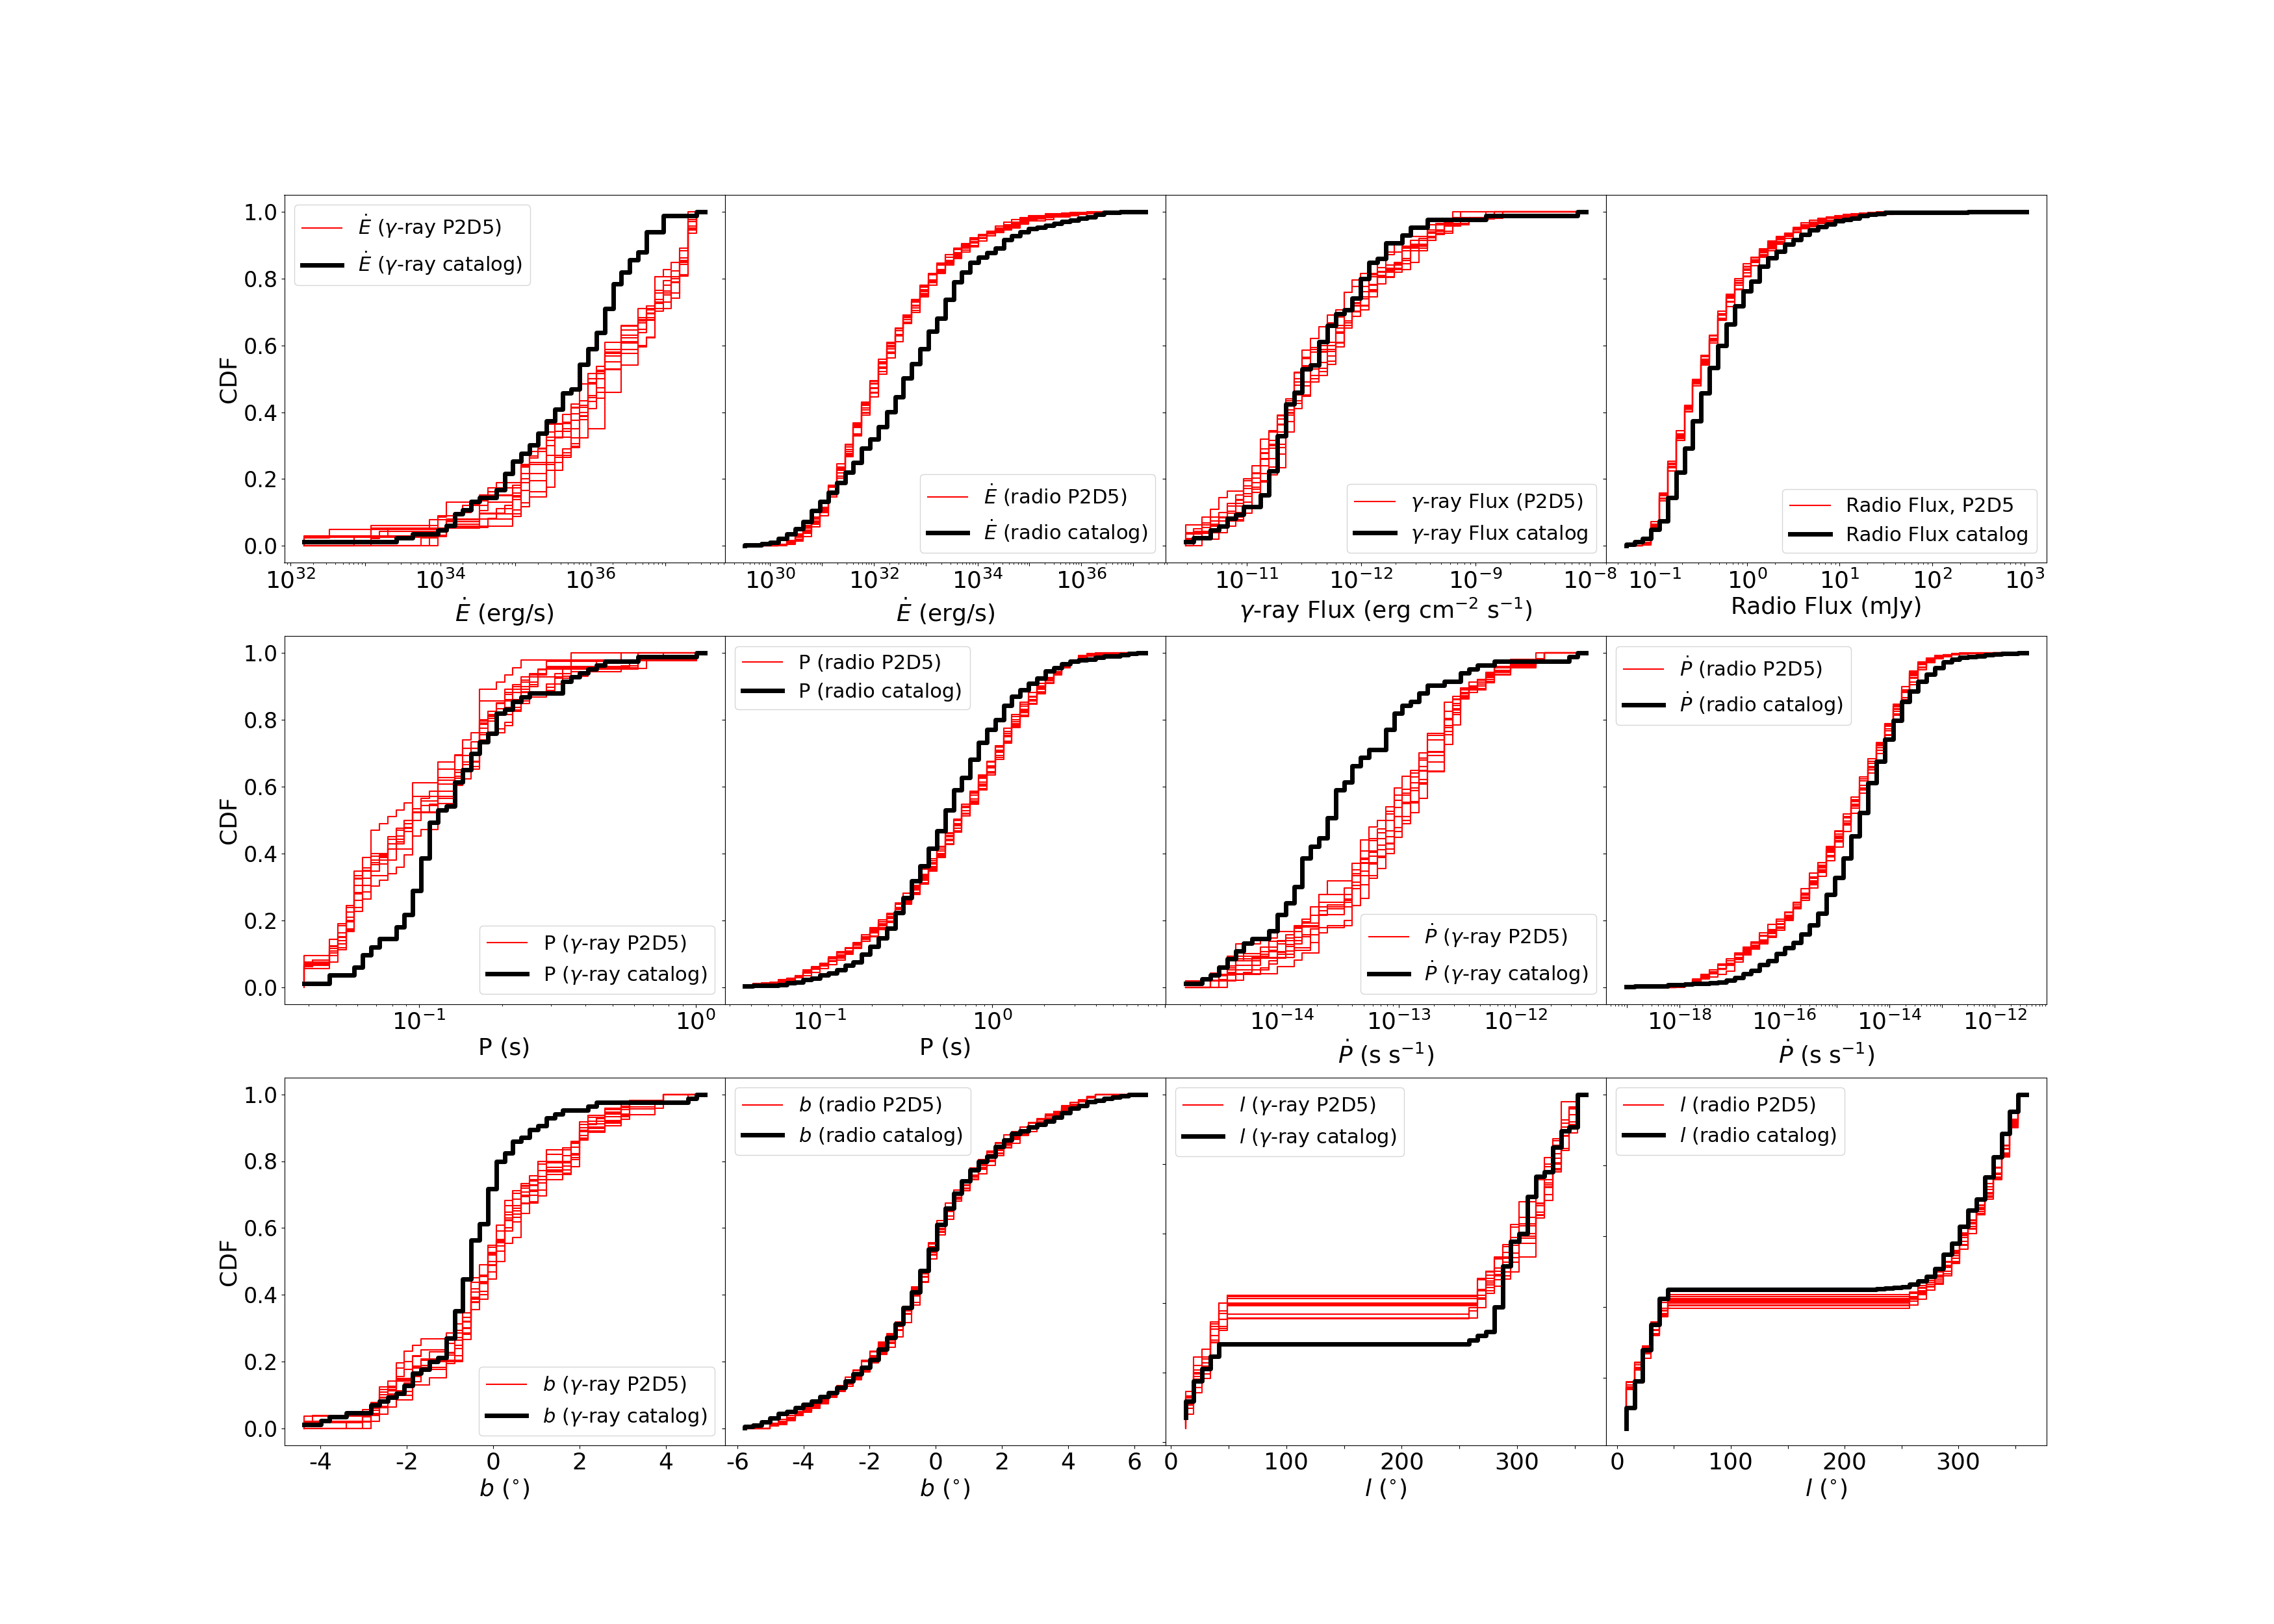 1.0
0.8
0.6
0.4
0.2
0.0
CDF
Ė (γ-ray P2D5)
Ė (γ-ray catalog)
10³² 10³⁴ 10³⁶
Ė (erg/s)
Ė (radio P2D5)
Ė (radio catalog)
10³⁰ 10³² 10³⁴ 10³⁶
Ė (erg/s)
γ-ray Flux (P2D5)
γ-ray Flux catalog
10⁻¹¹ 10⁻¹² 10⁻⁹ 10⁻⁸
γ-ray Flux (erg cm⁻² s⁻¹)
Radio Flux, P2D5
Radio Flux catalog
10⁻¹ 10⁰ 10¹ 10² 10³
Radio Flux (mJy)
1.0
0.8
0.6
0.4
0.2
0.0
CDF
P (γ-ray P2D5)
P (γ-ray catalog)
10⁻¹ 10⁰
P (s)
P (radio P2D5)
P (radio catalog)
10⁻¹ 10⁰
P (s)
Ṗ (γ-ray P2D5)
Ṗ (γ-ray catalog)
10⁻¹⁴ 10⁻¹³ 10⁻¹²
Ṗ (s s⁻¹)
Ṗ (radio P2D5)
Ṗ (radio catalog)
10⁻¹⁸ 10⁻¹⁶ 10⁻¹⁴ 10⁻¹²
Ṗ (s s⁻¹)
1.0
0.8
0.6
0.4
0.2
0.0
CDF
b (γ-ray P2D5)
b (γ-ray catalog)
-4 -2 0 2 4
b (°)
b (radio P2D5)
b (radio catalog)
-6 -4 -2 0 2 4 6
b (°)
l (γ-ray P2D5)
l (γ-ray catalog)
0 100 200 300
l (°)
l (radio P2D5)
l (radio catalog)
0 100 200 300
l (°)